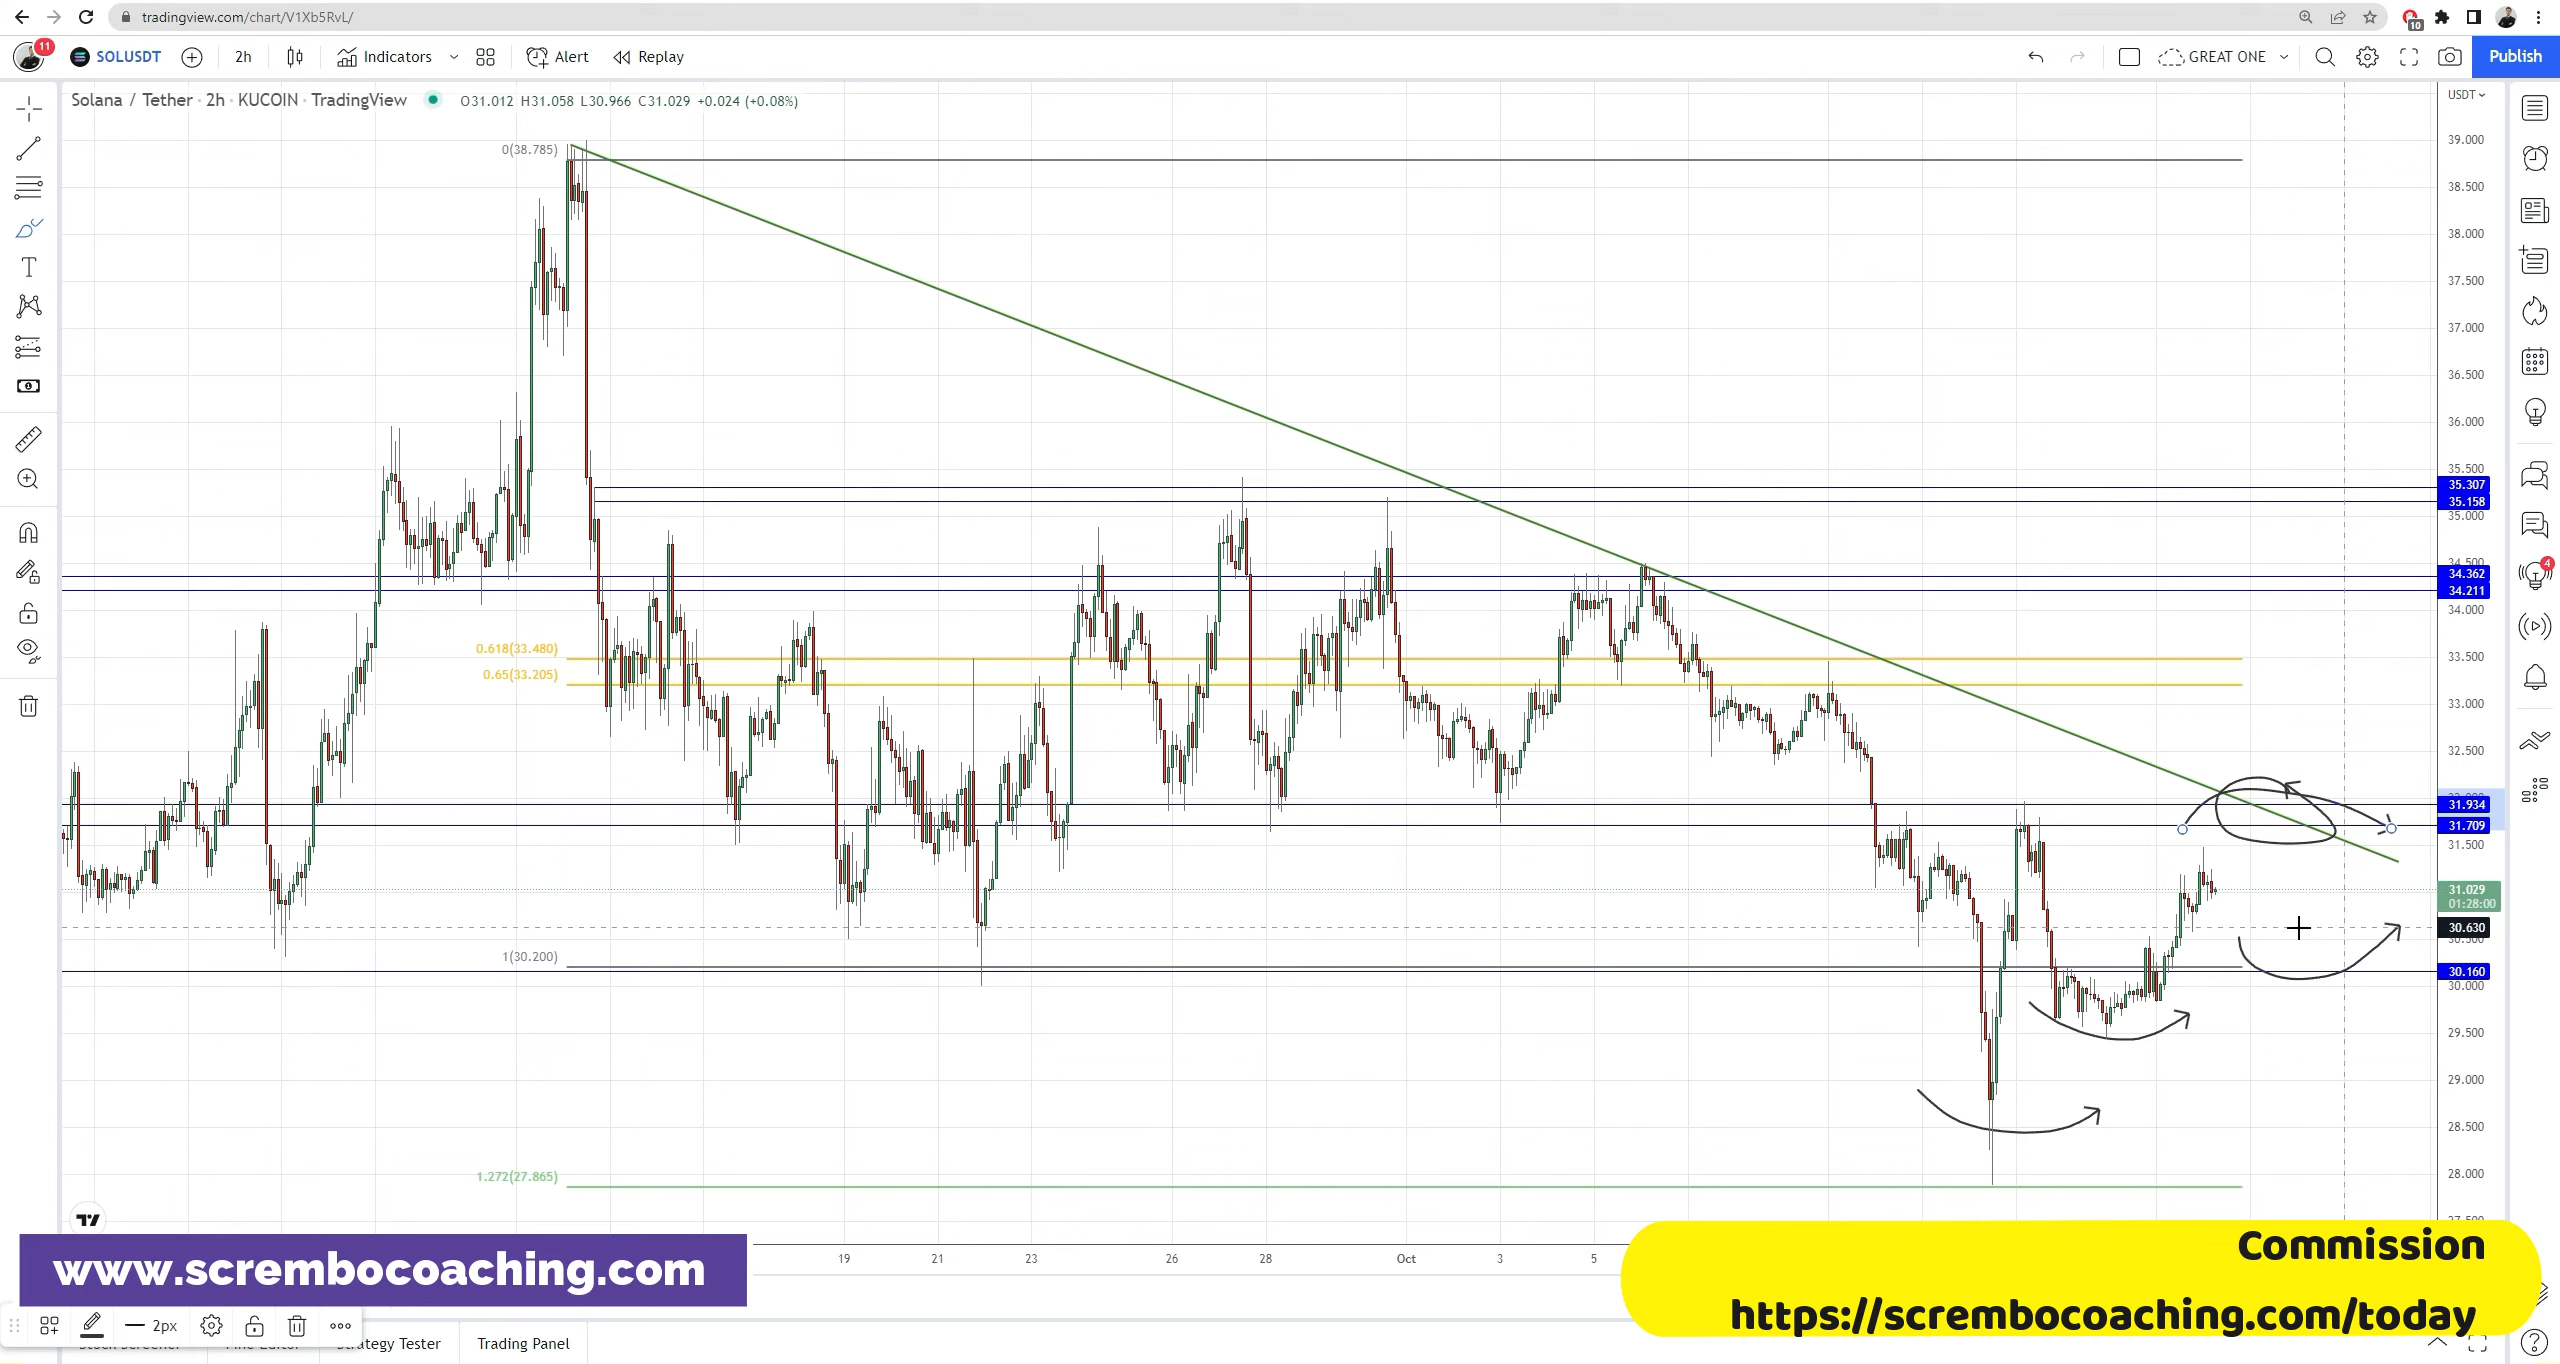 tradingview.com/chart/V1Xb5RvL/
10
11
SOLUSDT
2h
Indicators
Alert
Replay
GREAT ONE
Publish
Solana / Tether · 2h · KUCOIN · TradingView
O31.012 H31.058 L30.966 C31.029 +0.024 (+0.08%)
USDT
0(38.785)
39.000
38.500
38.000
37.500
37.000
36.500
36.000
35.500
35.307
35.158
35.000
34.362
34.211
34.000
0.618(33.480)
33.500
0.65(33.205)
33.000
32.500
31.934
31.709
31.500
31.029
01:28:00
30.630
1(30.200)
30.160
30.000
29.500
29.000
28.500
28.000
1.272(27.865)
4
19
21
23
26
28
Oct
3
5
www.scrembocoaching.com
Commission
https://scrembocoaching.com/today
2px
Strategy Tester
Trading Panel